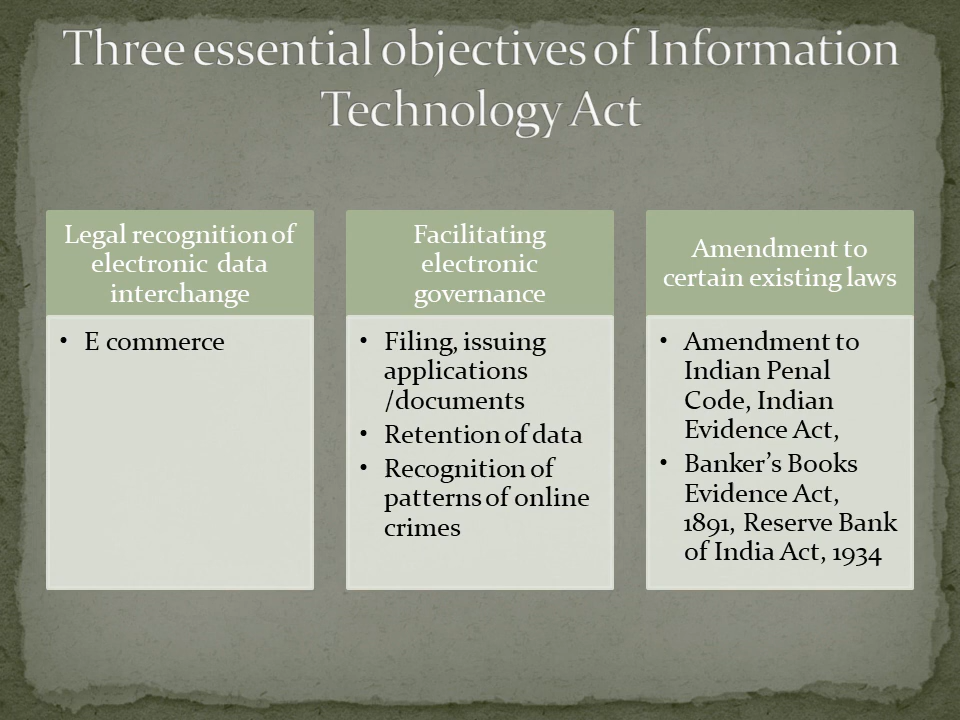 Three essential objectives of Information
Technology Act
Legal recognition of
electronic data
interchange
• E commerce
Facilitating
electronic
governance
• Filing, issuing
applications
/documents
• Retention of data
• Recognition of
patterns of online
crimes
Amendment to
certain existing laws
• Amendment to
Indian Penal
Code, Indian
Evidence Act,
• Banker’s Books
Evidence Act,
1891, Reserve Bank
of India Act, 1934